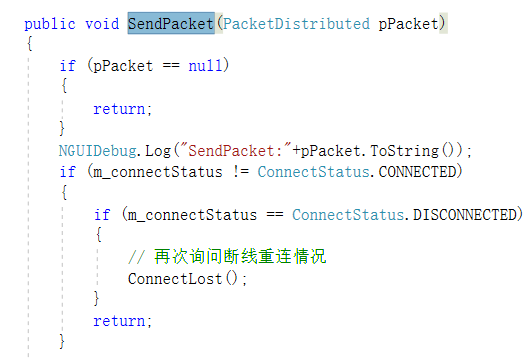 public void SendPacket(PacketDistributed pPacket)
{
if (pPacket == null)
{
return;
}
NGUIDebug.Log("SendPacket:"+pPacket.ToString());
if (m_connectStatus != ConnectStatus.CONNECTED)
{
if (m_connectStatus == ConnectStatus.DISCONNECTED)
{
// 再次询问断线重连情况
ConnectLost();
}
return;
}